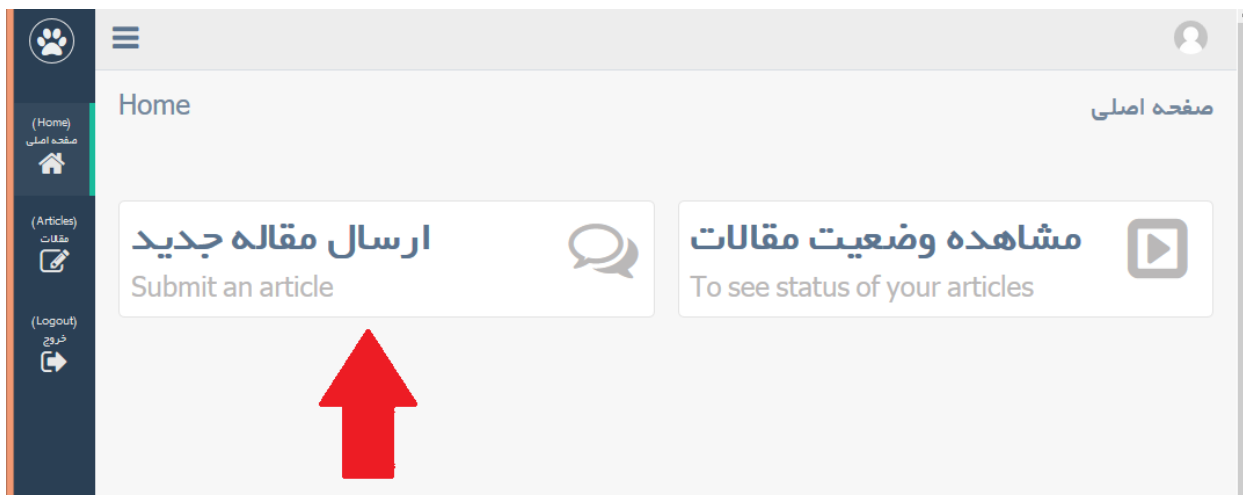 (Home)
صفحه اصلی
(Articles)
مقالات
(Logout)
خروج
Home
صفحه اصلی
ارسال مقاله جدید
Submit an article
مشاهده وضعیت مقالات
To see status of your articles